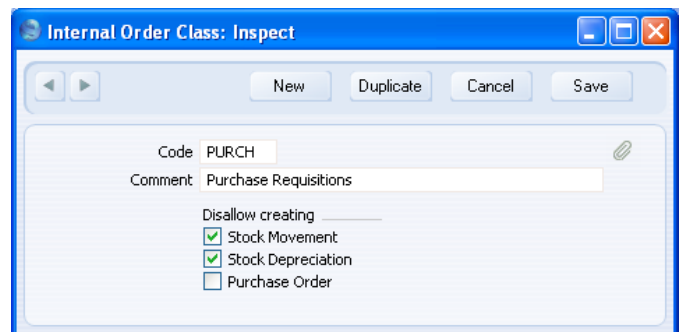 Internal Order Class: Inspect
New Duplicate Cancel Save
Code PURCH
Comment Purchase Requisitions
Disallow creating
Stock Movement
Stock Depreciation
Purchase Order